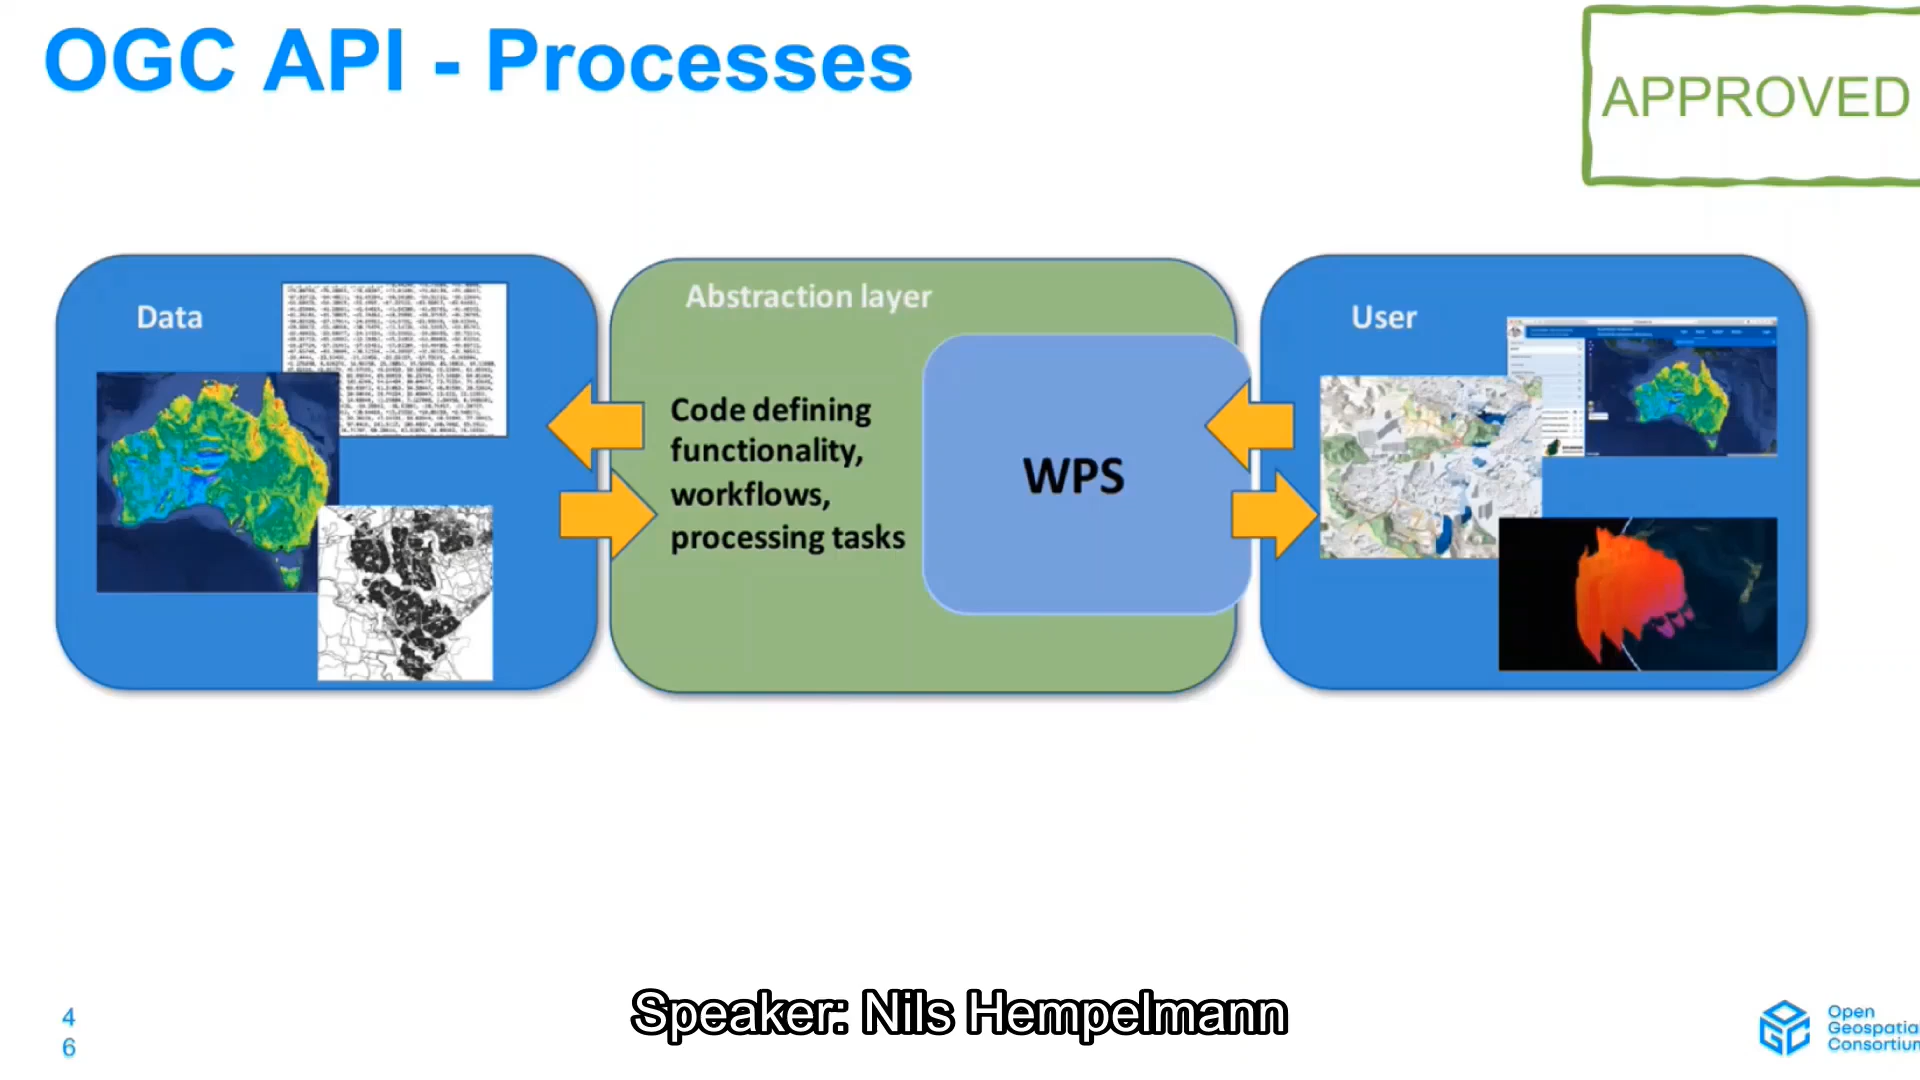 OGC API - Processes
APPROVED
Data
Abstraction layer
User
Code defining
functionality,
workflows,
processing tasks
WPS
Speaker: Nils Hempelmann
4
6
Open
Geospatia
Consortium